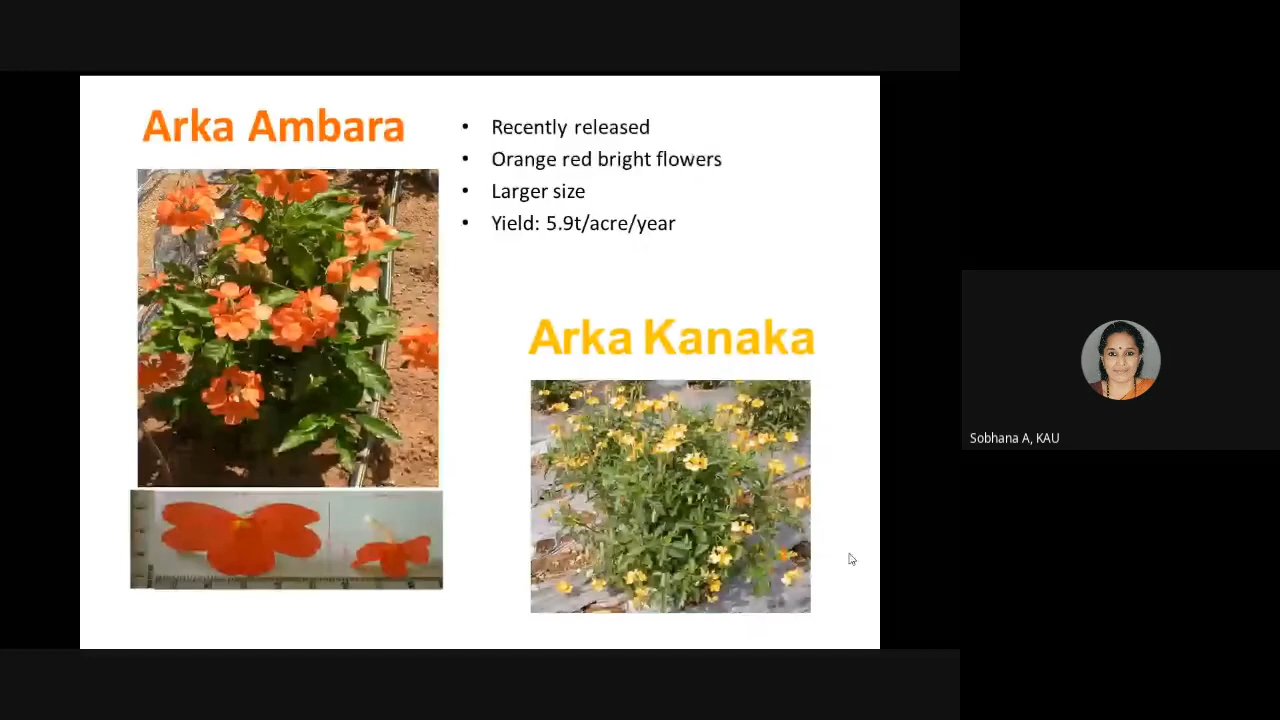 Arka Ambara
• Recently released
• Orange red bright flowers
• Larger size
• Yield: 5.9t/acre/year
Arka Kanaka
Sobhana A, KAU